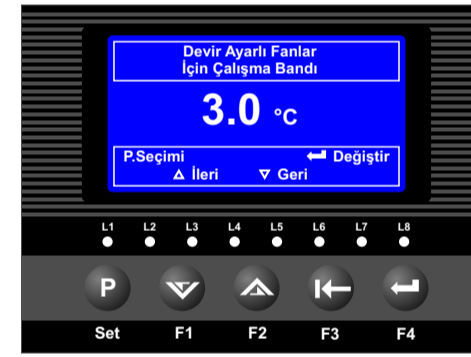 Devir Ayarlı Fanlar
İçin Çalışma Bandı
3.0 °C
P.Seçimi Değiştir
İleri Geri
L1 L2 L3 L4 L5 L6 L7 L8
P
Set F1 F2 F3 F4